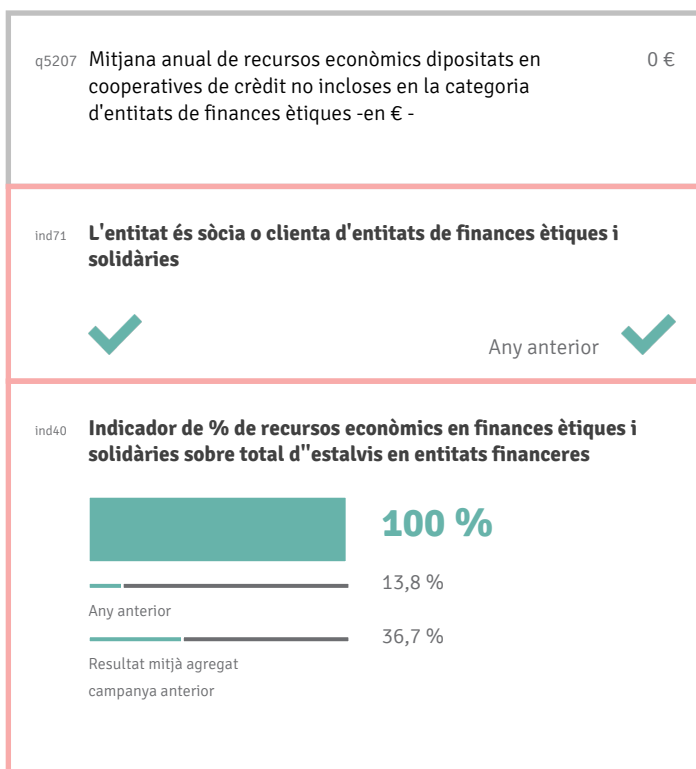 q5207 Mitjana anual de recursos econòmics dipositats en 0 €
cooperatives de crèdit no incloses en la categoria
d'entitats de finances ètiques -en € -
ind71 L'entitat és sòcia o clienta d'entitats de finances ètiques i
solidàries
Any anterior
ind40 Indicador de % de recursos econòmics en finances ètiques i
solidàries sobre total d''estalvis en entitats financeres
100 %
13,8 %
Any anterior
36,7 %
Resultat mitjà agregat
campanya anterior